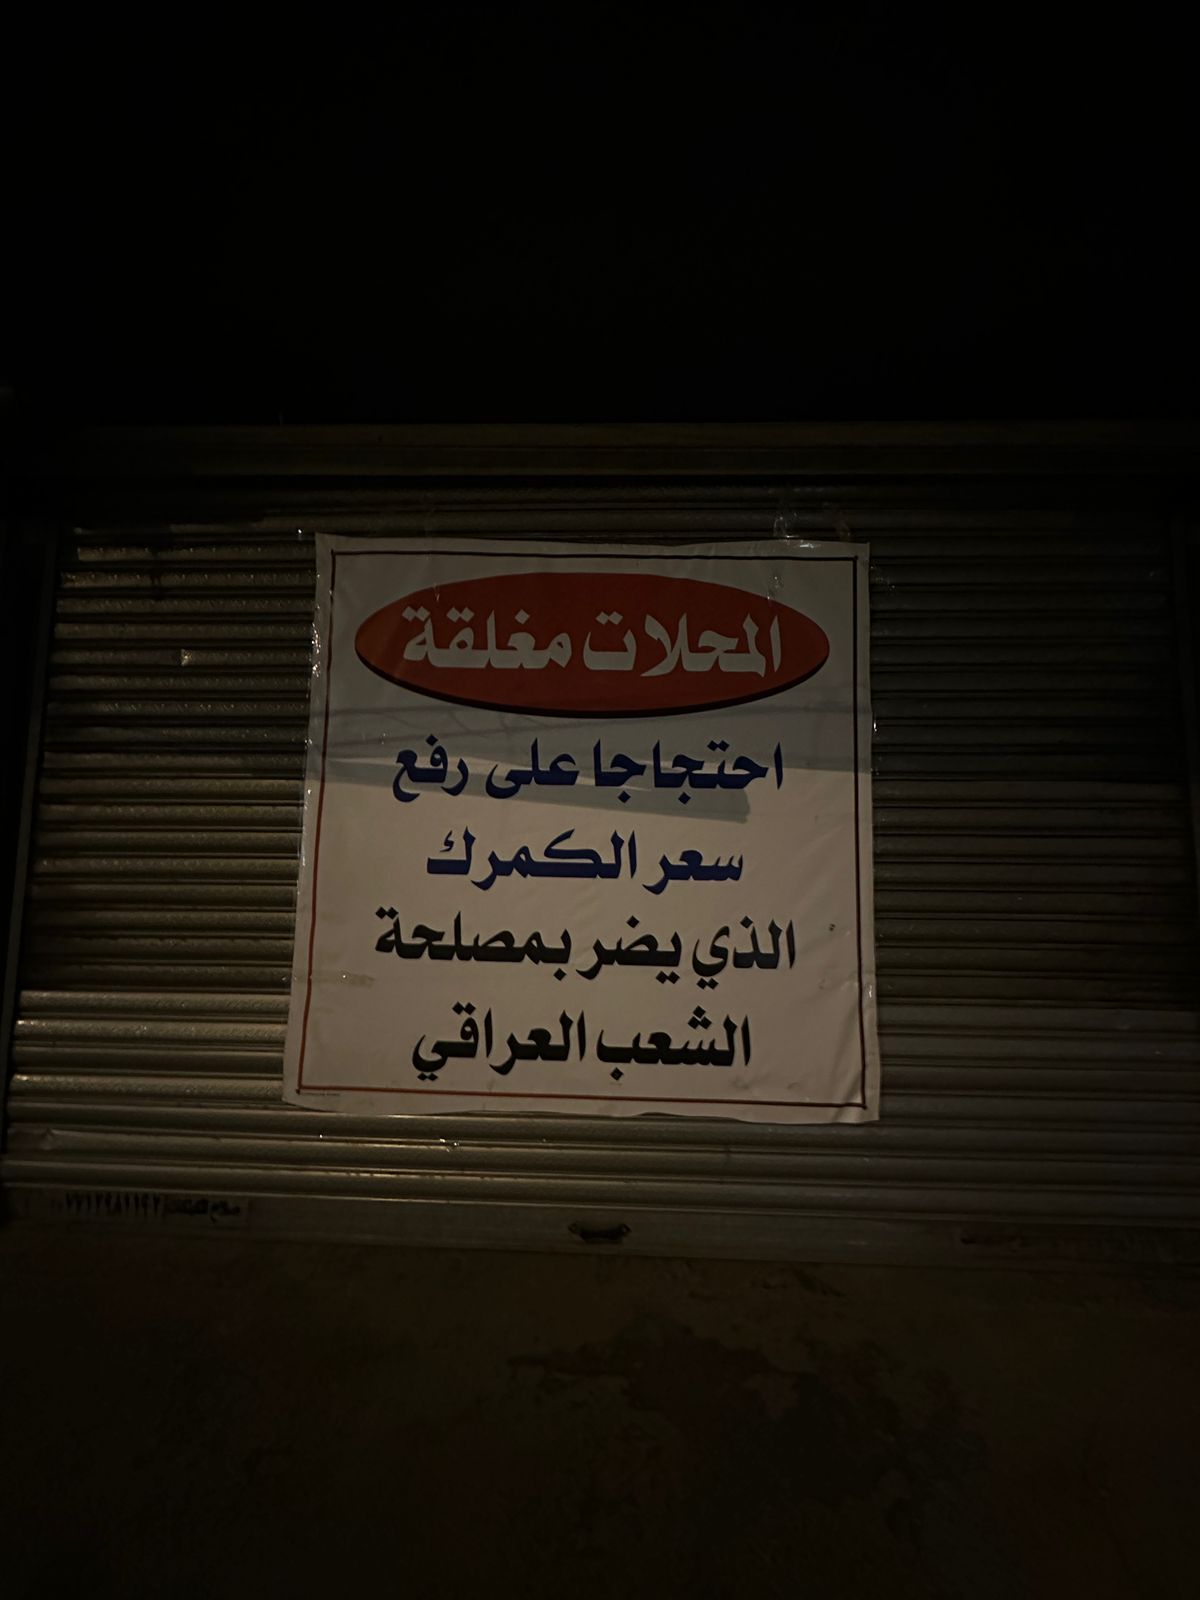 المحلات مغلقة
احتجاجا على رفع
سعر الكمرك
الذي يضر بمصلحة
الشعب العراقي